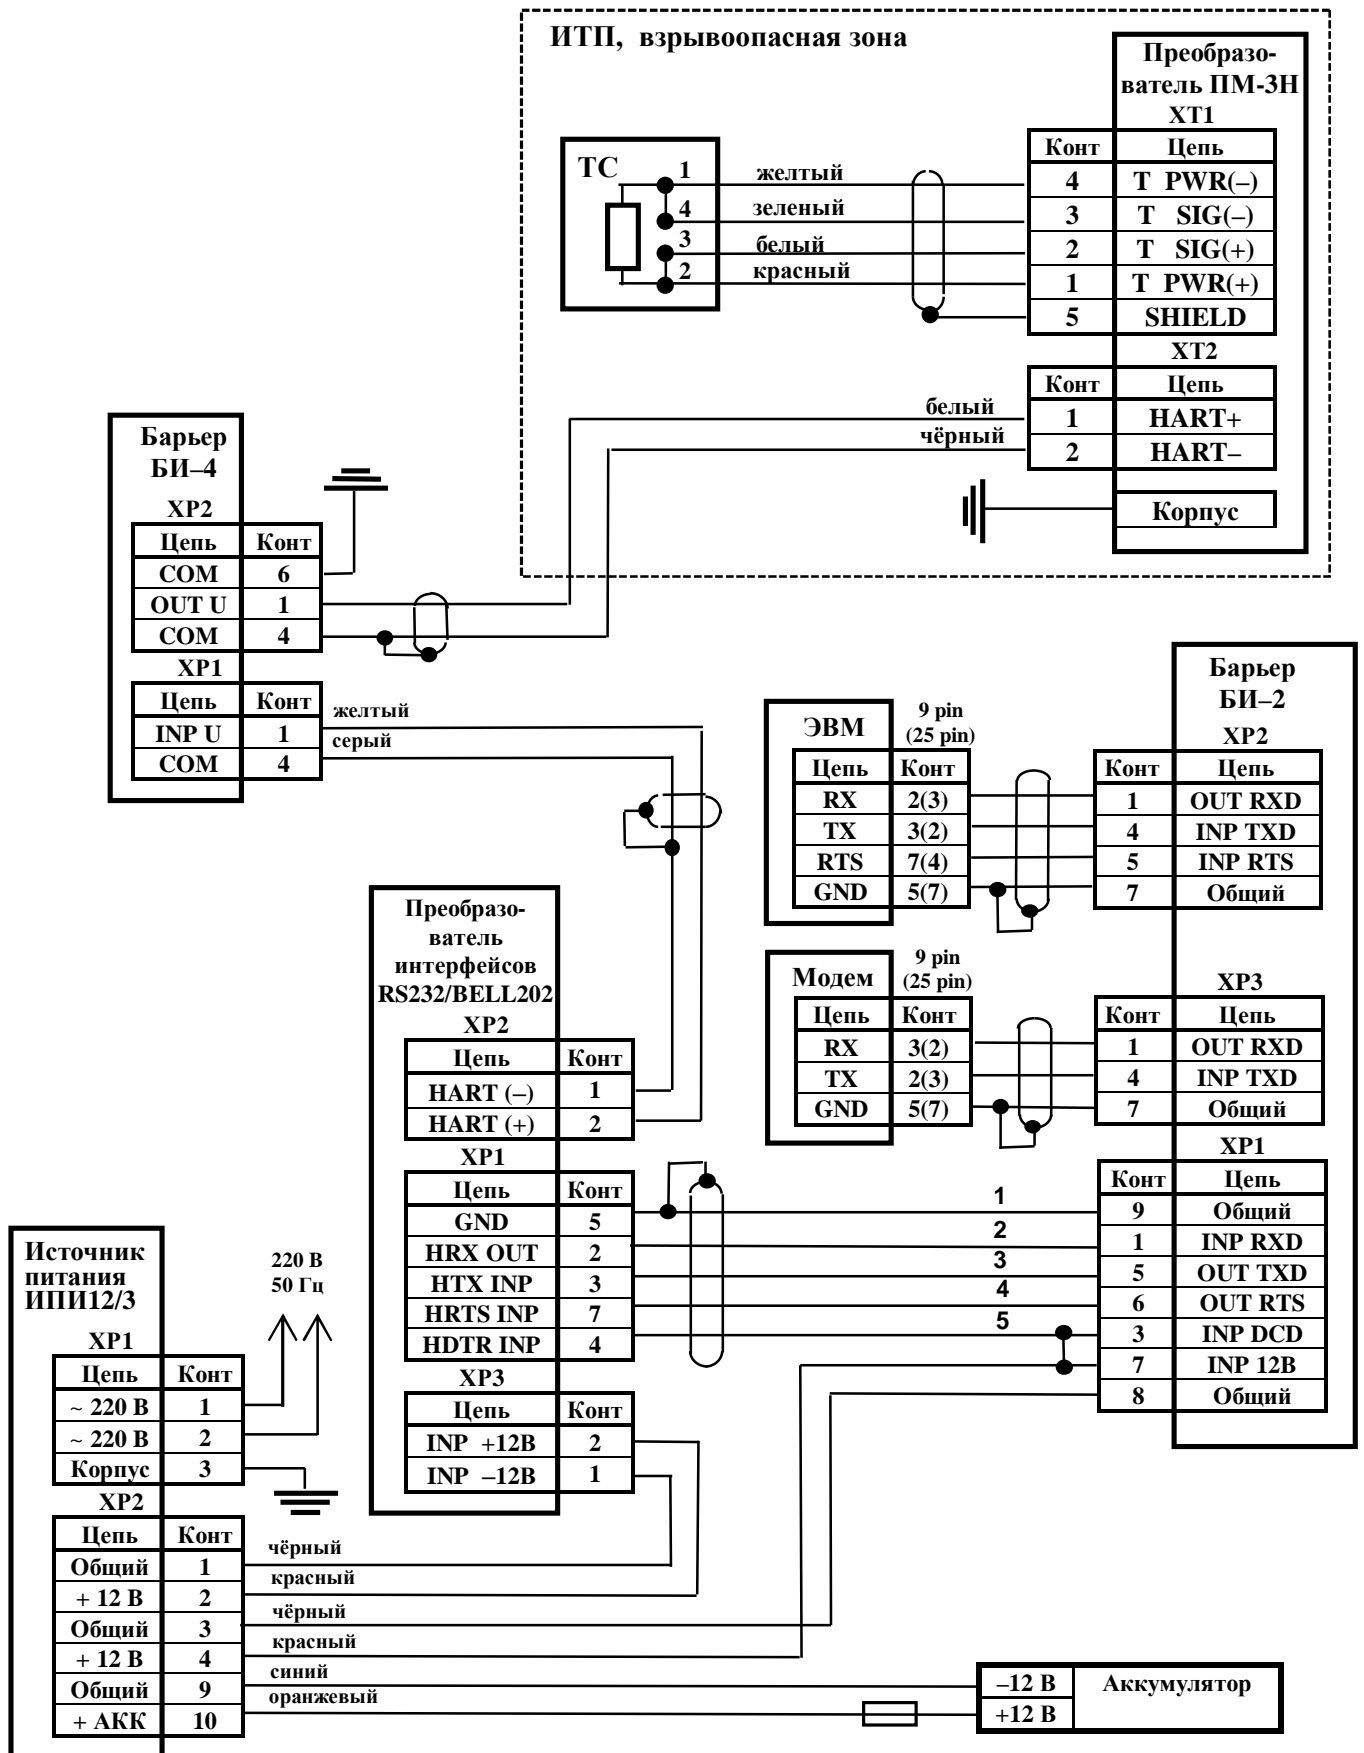 ИТП, взрывоопасная зона
Преобразо-
ватель ПМ-3Н
XT1
Конт Цепь
4 T PWR(–)
3 T SIG(–)
2 T SIG(+)
1 T PWR(+)
5 SHIELD
ТС
1
4
3
2
желтый
зеленый
белый
красный
XT2
Конт Цепь
1 HART+
2 HART–
Корпус
белый
чёрный
Барьер
БИ–4
XP2
Цепь Конт
COM 6
OUT U 1
COM 4
XP1
Цепь Конт
INP U 1
COM 4
желтый
серый
ЭВМ
9 pin
(25 pin)
Цепь Конт
RX 2(3)
TX 3(2)
RTS 7(4)
GND 5(7)
Барьер
БИ–2
XP2
Конт Цепь
1 OUT RXD
4 INP TXD
5 INP RTS
7 Общий
Модем
9 pin
(25 pin)
Цепь Конт
RX 3(2)
TX 2(3)
GND 5(7)
XP3
Конт Цепь
1 OUT RXD
4 INP TXD
7 Общий
XP1
Конт Цепь
9 Общий
1 INP RXD
5 OUT TXD
6 OUT RTS
3 INP DCD
7 INP 12В
8 Общий
Преобразо-
ватель
интерфейсов
RS232/BELL202
XP2
Цепь Конт
HART (–) 1
HART (+) 2
XP1
Цепь Конт
GND 5
HRX OUT 2
HTX INP 3
HRTS INP 7
HDTR INP 4
XP3
Цепь Конт
INP +12В 2
INP –12В 1
1
2
3
4
5
Источник
питания
ИПИ12/3
220 В
50 Гц
XP1
Цепь Конт
~ 220 В 1
~ 220 В 2
Корпус 3
XP2
Цепь Конт
Общий 1
+ 12 В 2
Общий 3
+ 12 В 4
Общий 9
+ АКК 10
чёрный
красный
чёрный
красный
синий
оранжевый
–12 В Аккумулятор
+12 В